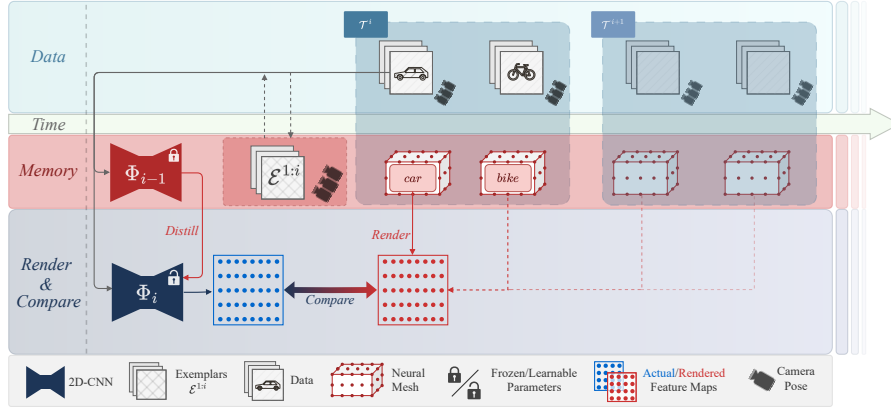 𝒯^i
𝒯^{i+1}
Data
Time
Memory
Φ_{i−1}
ℰ^{1:i}
car
bike
Distill
Render
Render
&
Compare
Φ_i
Compare
2D-CNN
Exemplars
ℰ^{1:i}
Data
Neural
Mesh
Frozen/Learnable
Parameters
Actual/Rendered
Feature Maps
Camera
Pose